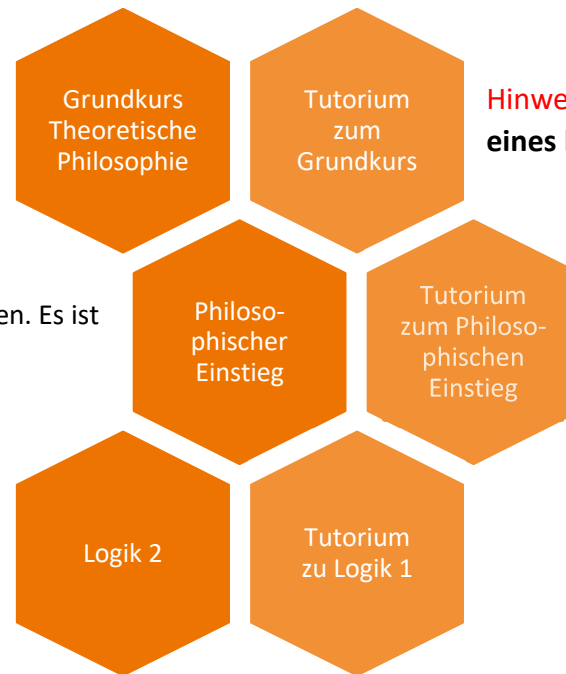 Grundkurs
Theoretische
Philosophie
Tutorium
zum
Grundkurs
Hinwe
eines
en. Es ist
Philoso-
phischer
Einstieg
Tutorium
zum Philoso-
phischen
Einstieg
Logik 2
Tutorium
zu Logik 1